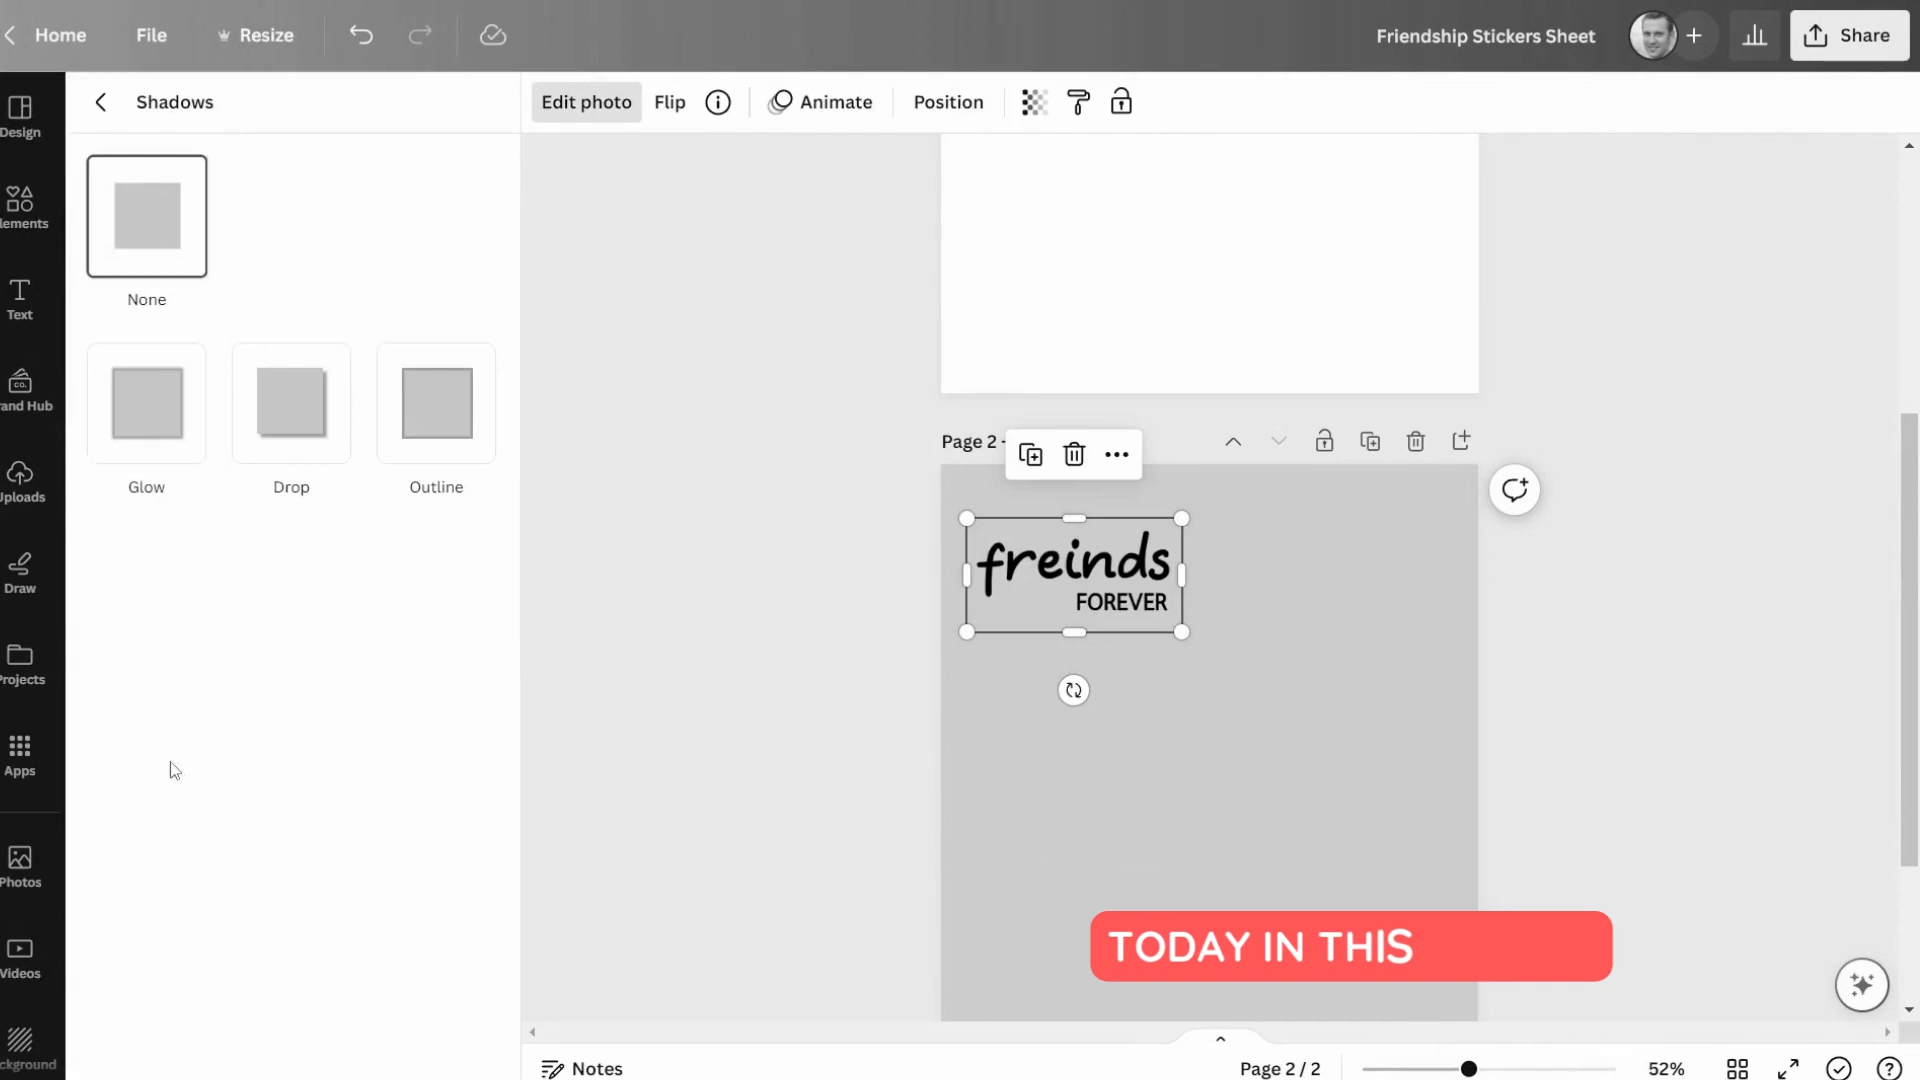 Home File Resize Friendship Stickers Sheet Share
Shadows
Edit photo Flip Animate Position
Design
lements
Text
CO.
rand Hub
Uploads
Draw
Projects
Apps
Photos
Videos
ckground
None
Glow Drop Outline
Page 2 -
freinds
FOREVER
TODAY IN THIS
Notes Page 2 / 2 52%